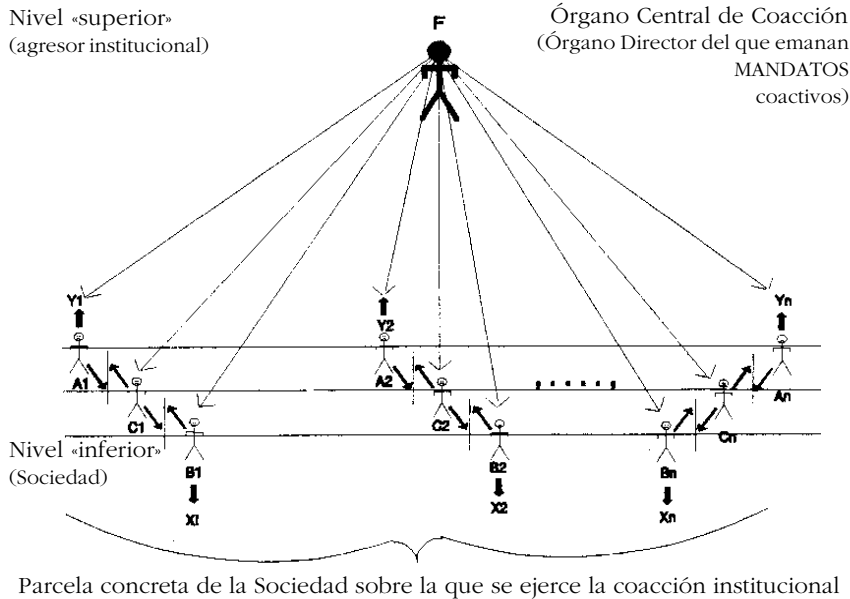 Nivel «superior»
(agresor institucional)
Órgano Central de Coacción
(Órgano Director del que emanan
MANDATOS
coactivos)
F
Y1
Y2
Yn
A1
A2
An
C1
C2
Cn
Nivel «inferior»
(Sociedad)
B1
B2
Bn
X1
X2
Xn
Parcela concreta de la Sociedad sobre la que se ejerce la coacción institucional